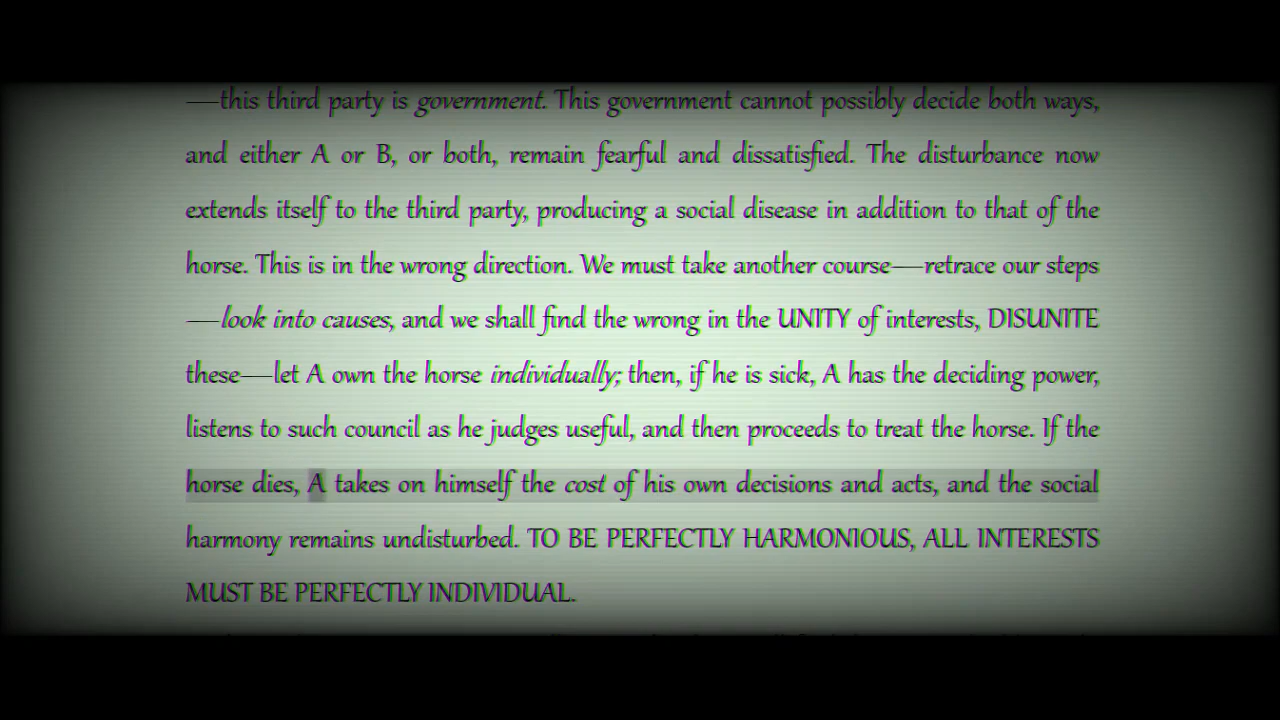 —this third party is government. This government cannot possibly decide both ways,
and either A or B, or both, remain fearful and dissatisfied. The disturbance now
extends itself to the third party, producing a social disease in addition to that of the
horse. This is in the wrong direction. We must take another course—retrace our steps
—look into causes, and we shall find the wrong in the UNITY of interests, DISUNITE
these—let A own the horse individually; then, if he is sick, A has the deciding power,
listens to such council as he judges useful, and then proceeds to treat the horse. If the
horse dies, A takes on himself the cost of his own decisions and acts, and the social
harmony remains undisturbed. TO BE PERFECTLY HARMONIOUS, ALL INTERESTS
MUST BE PERFECTLY INDIVIDUAL.